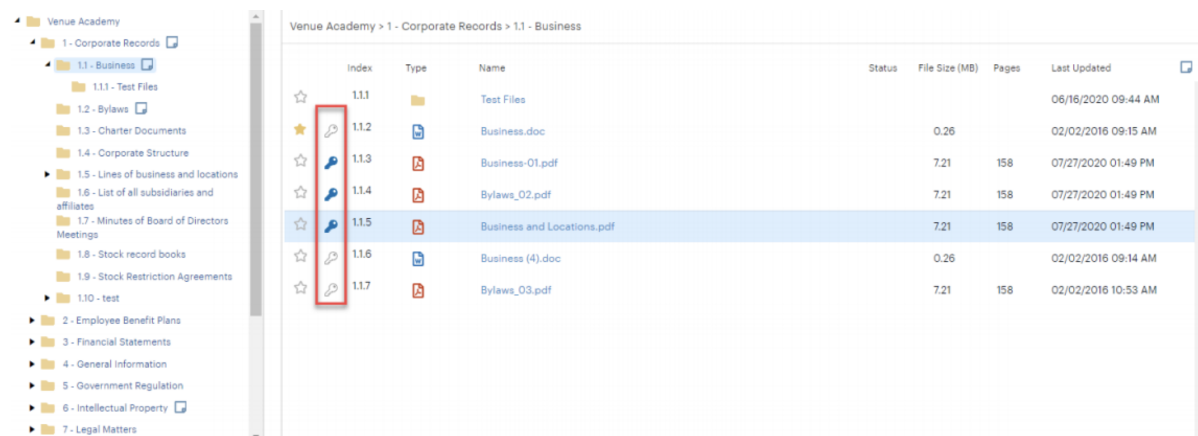 Venue Academy
1 - Corporate Records
1.1 - Business
1.1.1 - Test Files
1.2 - Bylaws
1.3 - Charter Documents
1.4 - Corporate Structure
1.5 - Lines of business and locations
1.6 - List of all subsidiaries and
affiliates
1.7 - Minutes of Board of Directors
Meetings
1.8 - Stock record books
1.9 - Stock Restriction Agreements
1.10 - test
2 - Employee Benefit Plans
3 - Financial Statements
4 - General Information
5 - Government Regulation
6 - Intellectual Property
7 - Legal Matters
Venue Academy > 1 - Corporate Records > 1.1 - Business
Index Type Name Status File Size (MB) Pages Last Updated
1.1.1 Test Files 06/16/2020 09:44 AM
1.1.2 Business.doc 0.26 02/02/2016 09:15 AM
1.1.3 Business-01.pdf 7.21 158 07/27/2020 01:49 PM
1.1.4 Bylaws_02.pdf 7.21 158 07/27/2020 01:49 PM
1.1.5 Business and Locations.pdf 7.21 158 07/27/2020 01:49 PM
1.1.6 Business (4).doc 0.26 02/02/2016 09:14 AM
1.1.7 Bylaws_03.pdf 7.21 158 02/02/2016 10:53 AM